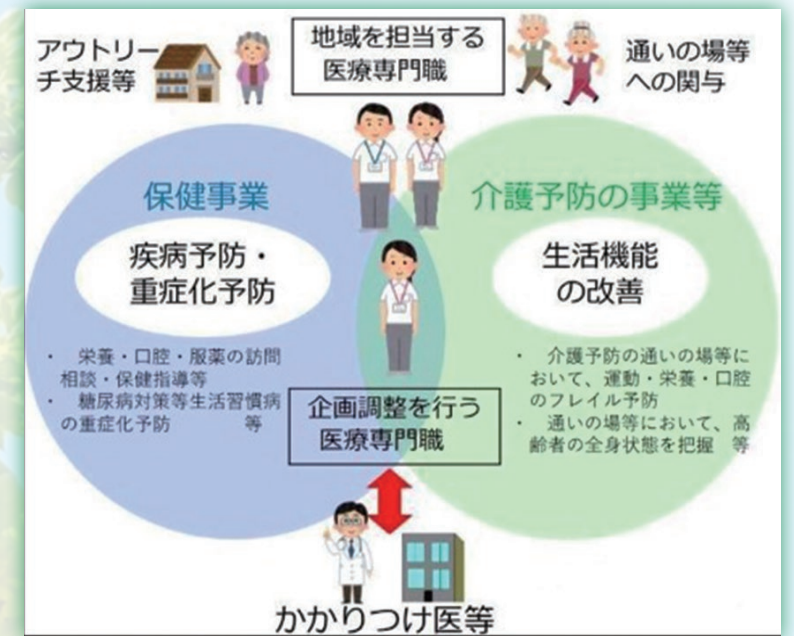 アウトリー
チ支援等
地域を担当する
医療専門職
通いの場等
への関与
保健事業
疾病予防・
重症化予防
・ 栄養・口腔・服薬の訪問
相談・保健指導等
・ 糖尿病対策等生活習慣病
の重症化予防 等
介護予防の事業等
生活機能
の改善
・ 介護予防の通いの場等に
おいて、運動・栄養・口腔
のフレイル予防
・ 通いの場等において、高
齢者の全身状態を把握 等
企画調整を行う
医療専門職
かかりつけ医等